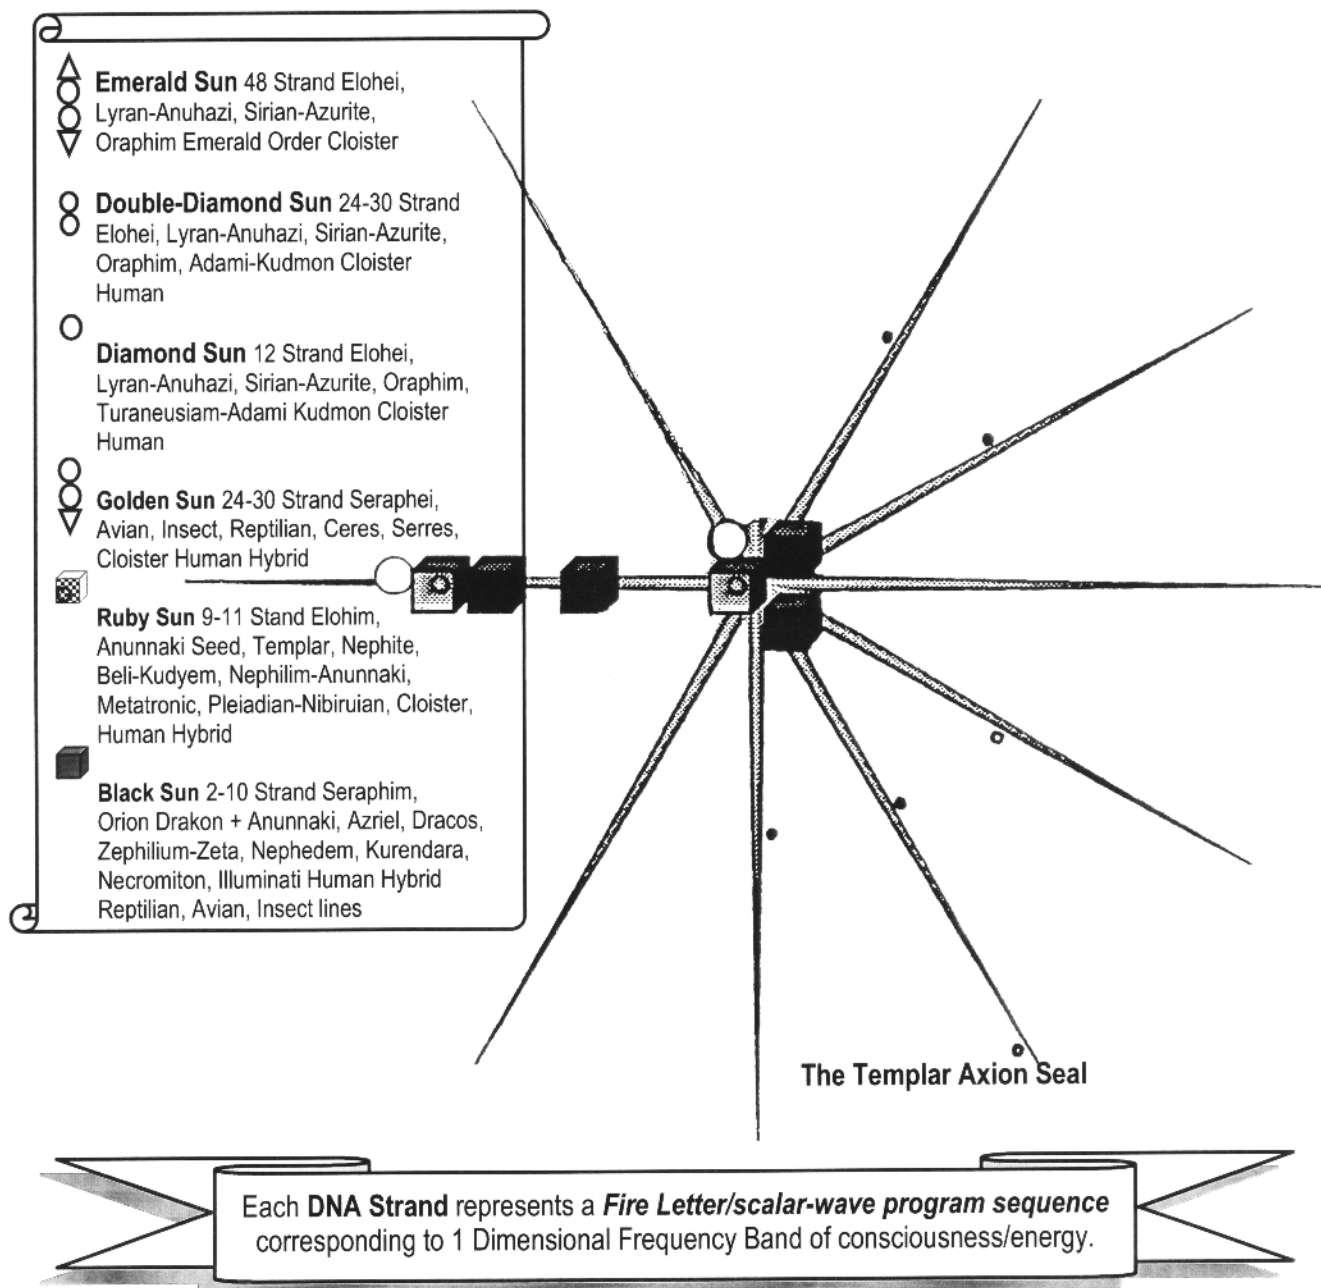 Emerald Sun 48 Strand Elohei,
Lyran-Anuhazi, Sirian-Azurite,
Oraphim Emerald Order Cloister
Double-Diamond Sun 24-30 Strand
Elohei, Lyran-Anuhazi, Sirian-Azurite,
Oraphim, Adami-Kudmon Cloister
Human
Diamond Sun 12 Strand Elohei,
Lyran-Anuhazi, Sirian-Azurite, Oraphim,
Turaneusiam-Adami Kudmon Cloister
Human
Golden Sun 24-30 Strand Seraphei,
Avian, Insect, Reptilian, Ceres, Serres,
Cloister Human Hybrid
Ruby Sun 9-11 Stand Elohim,
Anunnaki Seed, Templar, Nephite,
Beli-Kudyem, Nephilim-Anunnaki,
Metatronic, Pleiadian-Nibiruian, Cloister,
Human Hybrid
Black Sun 2-10 Strand Seraphim,
Orion Drakon + Anunnaki, Azriel, Dracos,
Zephilium-Zeta, Nephedem, Kurendara,
Necromiton, Illuminati Human Hybrid
Reptilian, Avian, Insect lines
The Templar Axion Seal
Each DNA Strand represents a Fire Letter/scalar-wave program sequence
corresponding to 1 Dimensional Frequency Band of consciousness/energy.